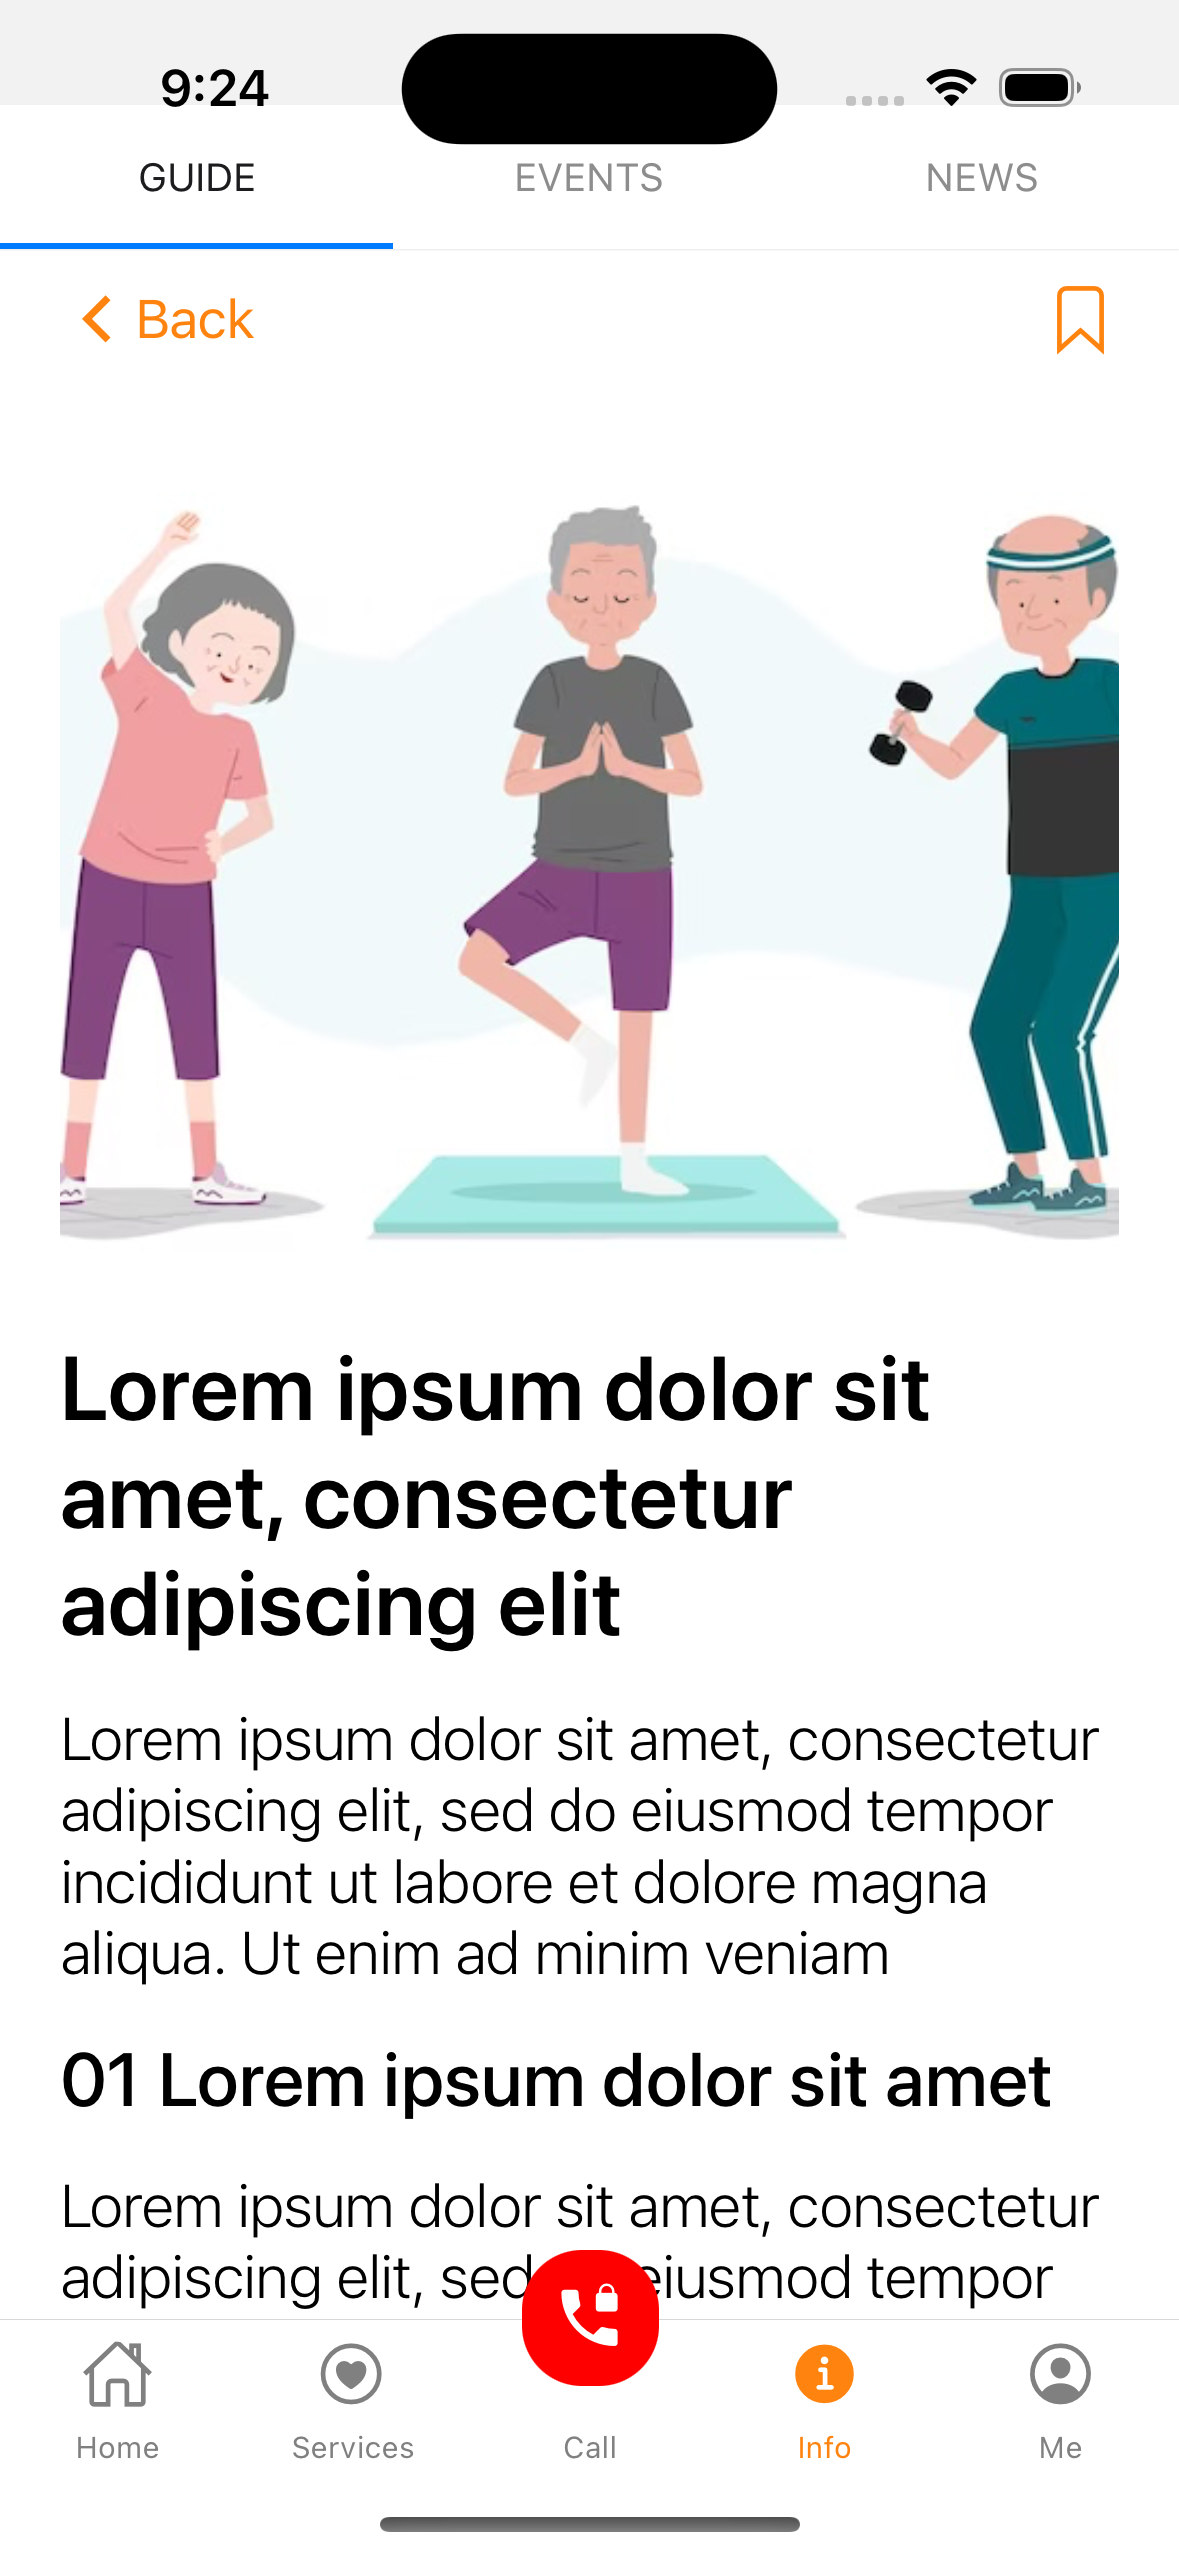 9:24
GUIDE
EVENTS
NEWS
Back
Lorem ipsum dolor sit
amet, consectetur
adipiscing elit
Lorem ipsum dolor sit amet, consectetur
adipiscing elit, sed do eiusmod tempor
incididunt ut labore et dolore magna
aliqua. Ut enim ad minim veniam
01 Lorem ipsum dolor sit amet
Lorem ipsum dolor sit amet, consectetur
adipiscing elit, sed eiusmod tempor
Home
Services
Call
Info
Me